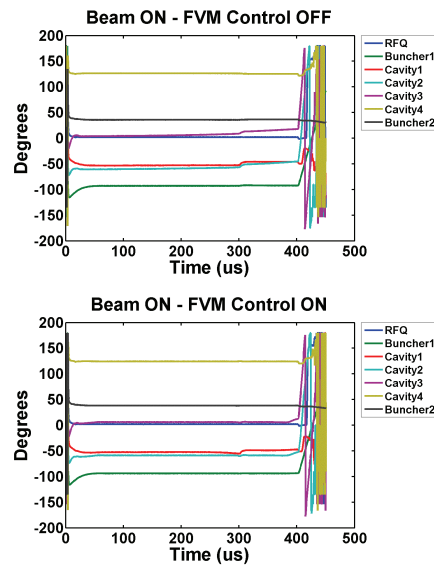 Beam ON - FVM Control OFF
200
150
100
50
0
-50
-100
-150
-200
Degrees
0 100 200 300 400 500
Time (us)
RFQ
Buncher1
Cavity1
Cavity2
Cavity3
Cavity4
Buncher2
Beam ON - FVM Control ON
200
150
100
50
0
-50
-100
-150
-200
Degrees
0 100 200 300 400 500
Time (us)
RFQ
Buncher1
Cavity1
Cavity2
Cavity3
Cavity4
Buncher2